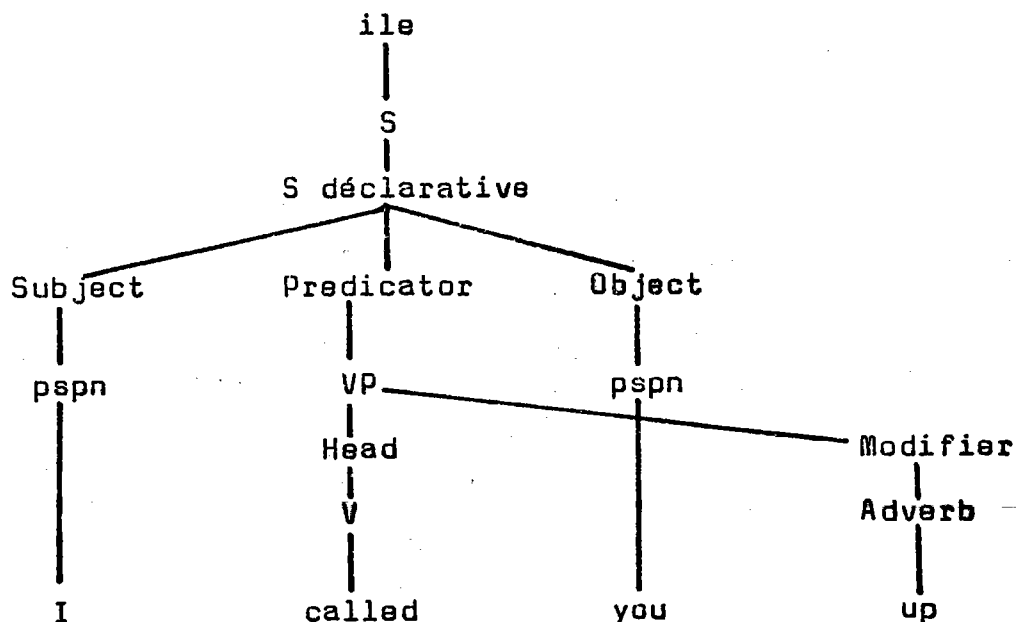 ile
S
S déclarative
Subject Predicator Object
pspn VP pspn
Head Modifier
V Adverb
I called you up